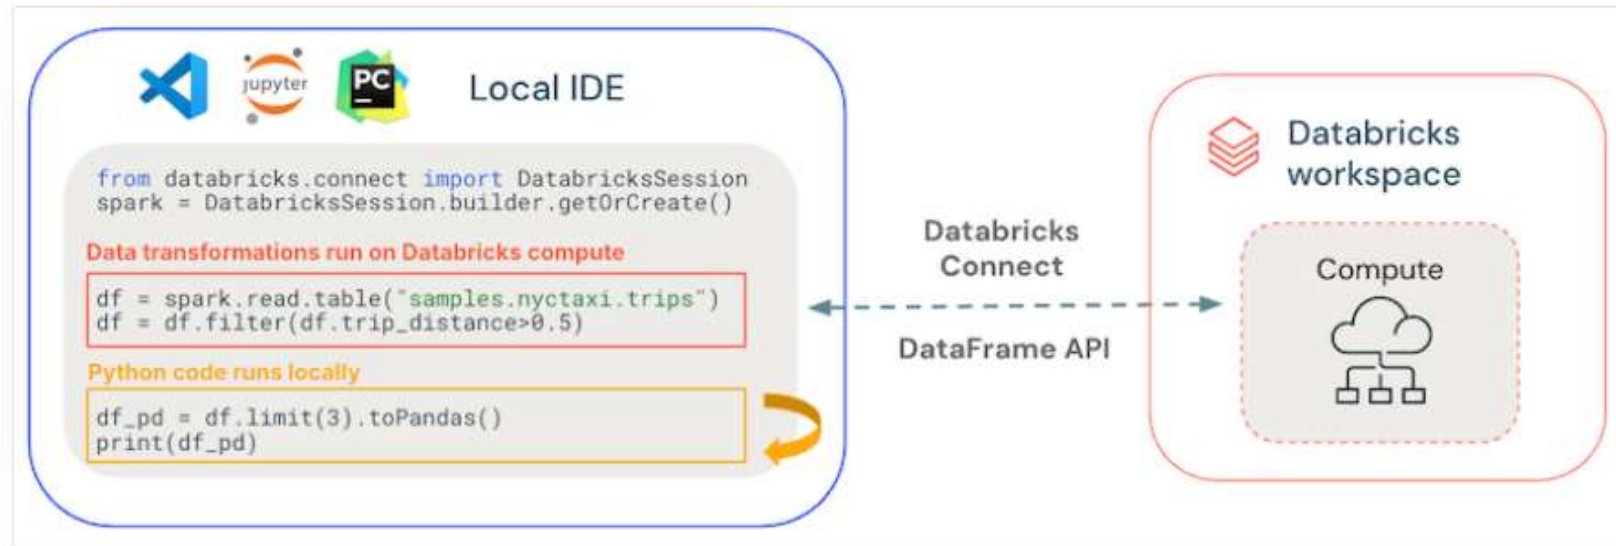 jupyter
PC
Local IDE
from databricks.connect import DatabricksSession
spark = DatabricksSession.builder.getOrCreate()
Data transformations run on Databricks compute
df = spark.read.table("samples.nyctaxi.trips")
df = df.filter(df.trip_distance>0.5)
Python code runs locally
df_pd = df.limit(3).toPandas()
print(df_pd)
Databricks
Connect
DataFrame API
Databricks
workspace
Compute